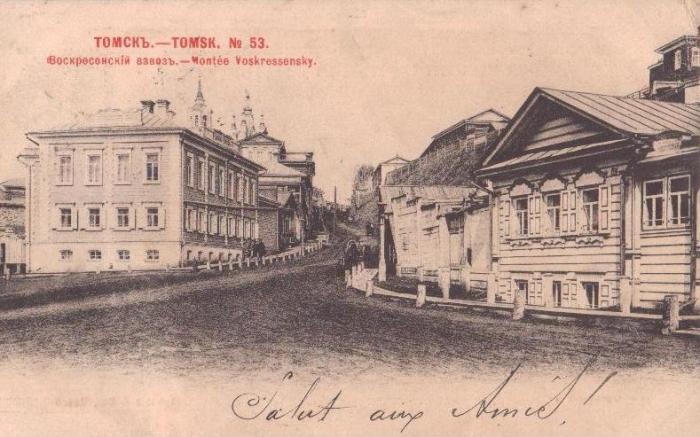 ТОМСКЪ.—TOMSK. № 53.
Воскресенскій взвозъ.—Montée Voskressensky.
Salut aux Amis!